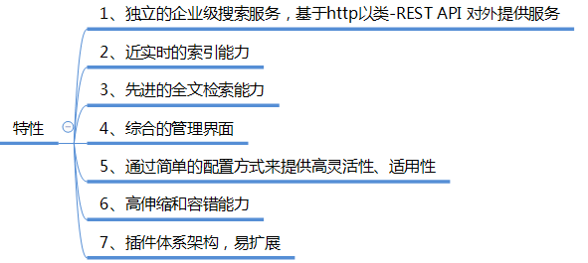 1、独立的企业级搜索服务，基于http以类-REST API 对外提供服务
2、近实时的索引能力
3、先进的全文检索能力
特性
4、综合的管理界面
5、通过简单的配置方式来提供高灵活性、适用性
6、高伸缩和容错能力
7、插件体系架构，易扩展